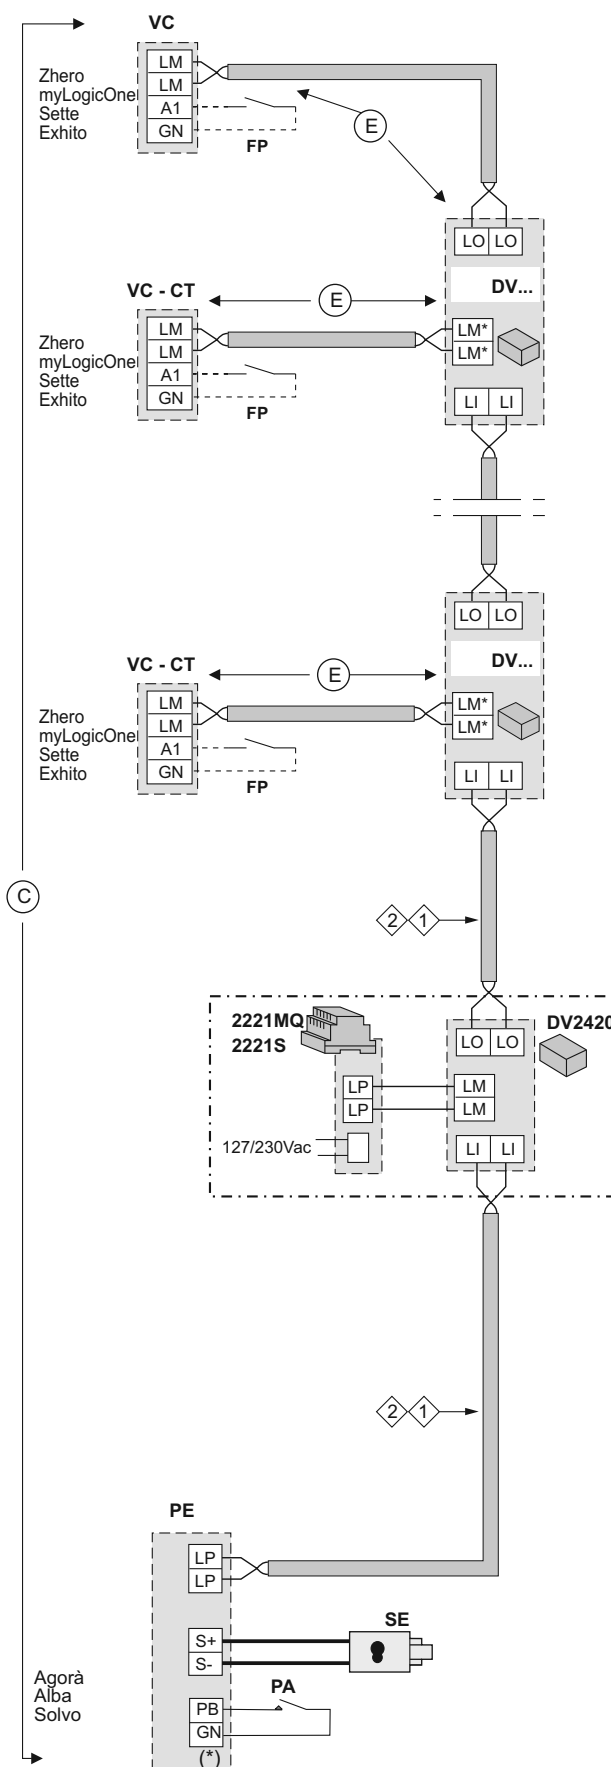 VC
Zhero
myLogicOne
Sette
Exhito
LM
LM
A1
GN
FP
E
LO LO
DV...
VC - CT
E
Zhero
myLogicOne
Sette
Exhito
LM
LM
A1
GN
FP
LM*
LM*
LI LI
LO LO
DV...
VC - CT
E
Zhero
myLogicOne
Sette
Exhito
LM
LM
A1
GN
FP
LM*
LM*
LI LI
C
2 1
2221MQ
2221S
DV2420
LO LO
LP
LP
LM
LM
127/230Vac
LI LI
2 1
PE
LP
LP
S+
S-
SE
Agorà
Alba
Solvo
PA
PB
GN
(*)